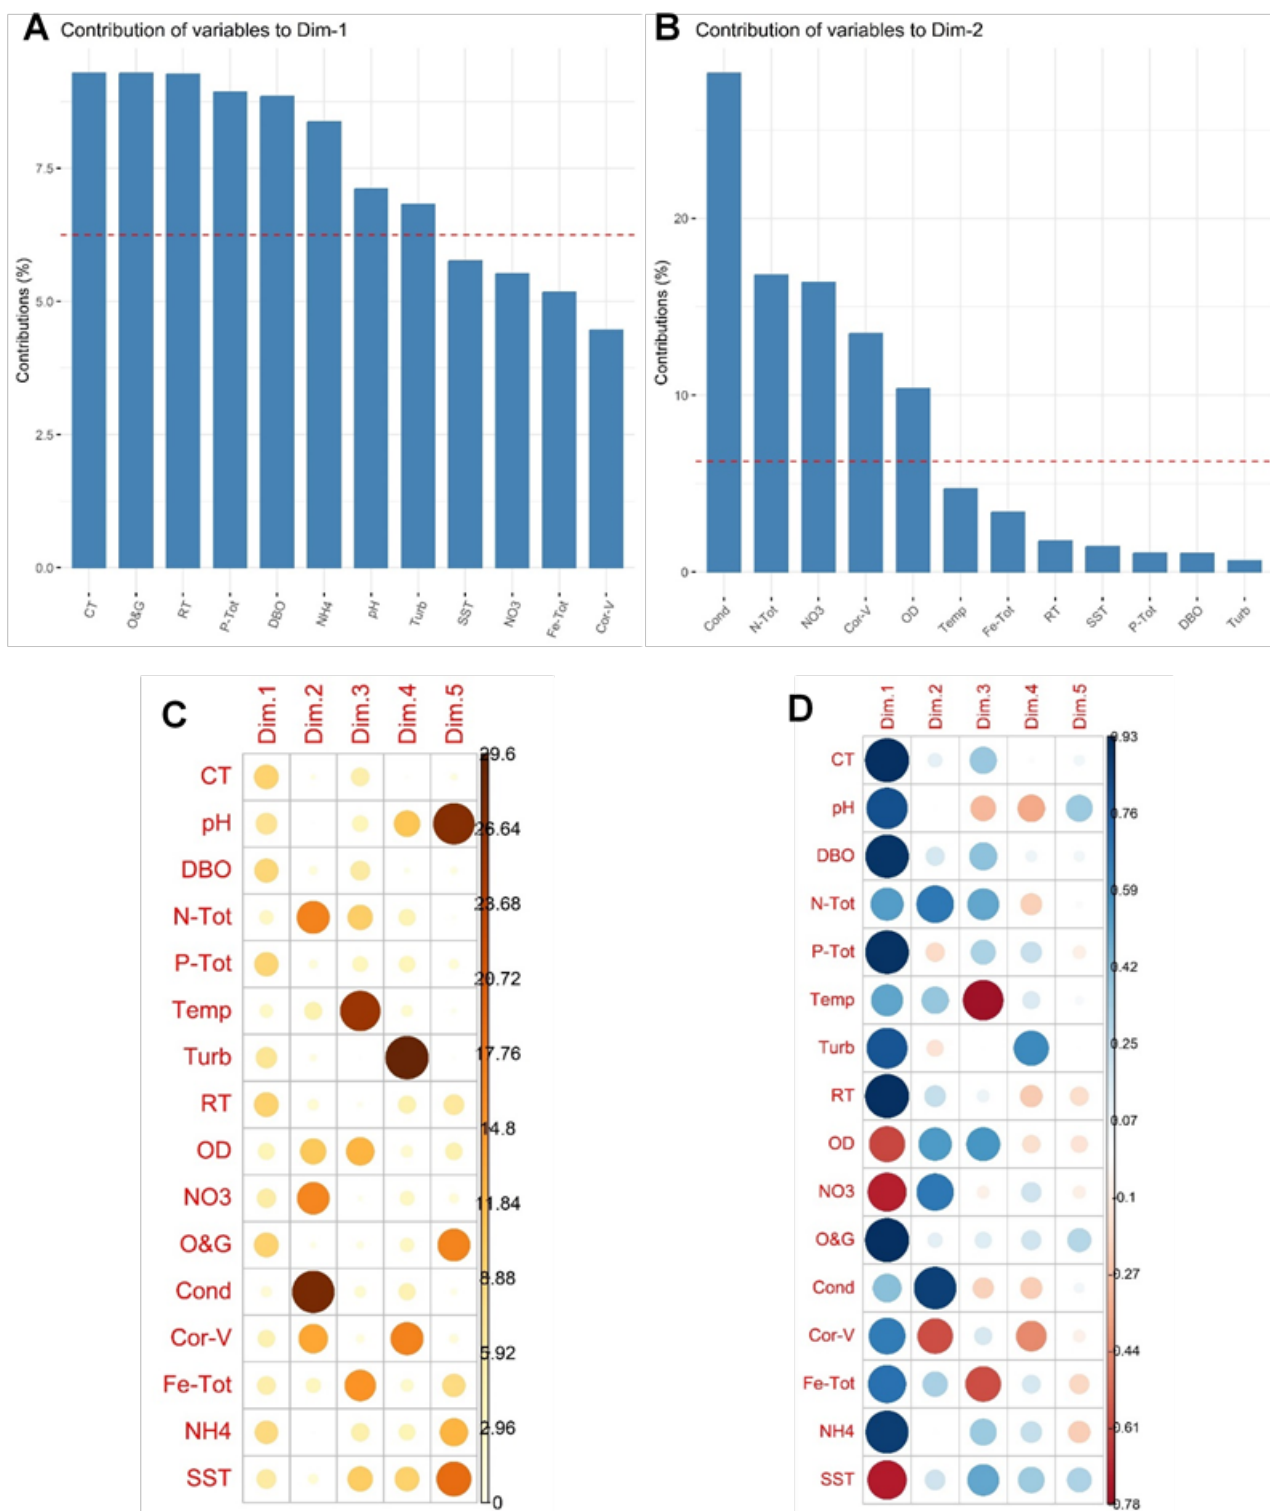 A Contribution of variables to Dim-1
Contributions (%)
7.5
5.0
2.5
0.0
CT O&G RT P-Tot DBO NH4 pH Turb SST NO3 Fe-Tot Cor-V
B Contribution of variables to Dim-2
Contributions (%)
20
10
0
Cond N-Tot NO3 Cor-V OD Temp Fe-Tot RT SST P-Tot DBO Turb
C
Dim.1 Dim.2 Dim.3 Dim.4 Dim.5
CT
pH
DBO
N-Tot
P-Tot
Temp
Turb
RT
OD
NO3
O&G
Cond
Cor-V
Fe-Tot
NH4
SST
29.6
26.64
23.68
20.72
17.76
14.8
11.84
8.88
5.92
2.96
0
D
Dim.1 Dim.2 Dim.3 Dim.4 Dim.5
CT
pH
DBO
N-Tot
P-Tot
Temp
Turb
RT
OD
NO3
O&G
Cond
Cor-V
Fe-Tot
NH4
SST
0.93
0.76
0.59
0.42
0.25
0.07
-0.1
-0.27
-0.44
-0.61
-0.78